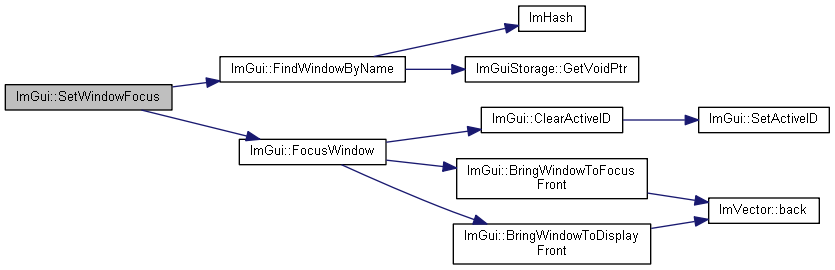 ImHash
ImGui::FindWindowByName
ImGuiStorage::GetVoidPtr
ImGui::SetWindowFocus
ImGui::ClearActiveID
ImGui::SetActiveID
ImGui::FocusWindow
ImGui::BringWindowToFocus
Front
ImVector::back
ImGui::BringWindowToDisplay
Front